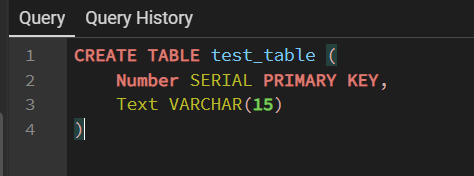 Query Query History
1 CREATE TABLE test_table (
2 Number SERIAL PRIMARY KEY,
3 Text VARCHAR(15)
4 )